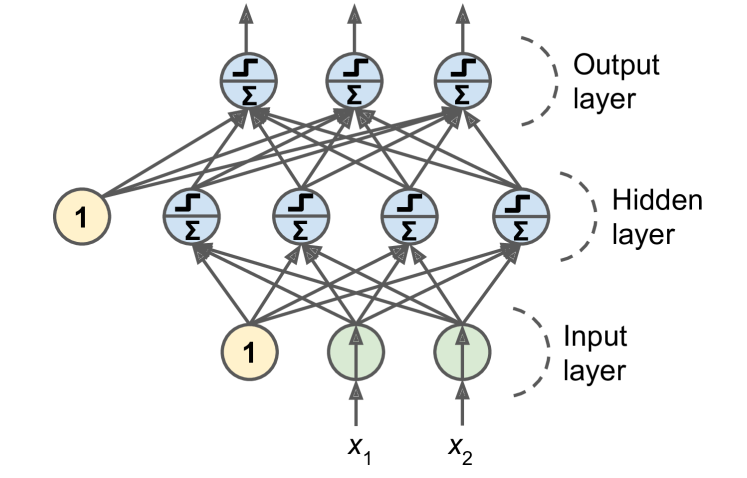 Σ Σ Σ
Output
layer
1
Σ Σ Σ Σ
Hidden
layer
1
Input
layer
x₁ x₂